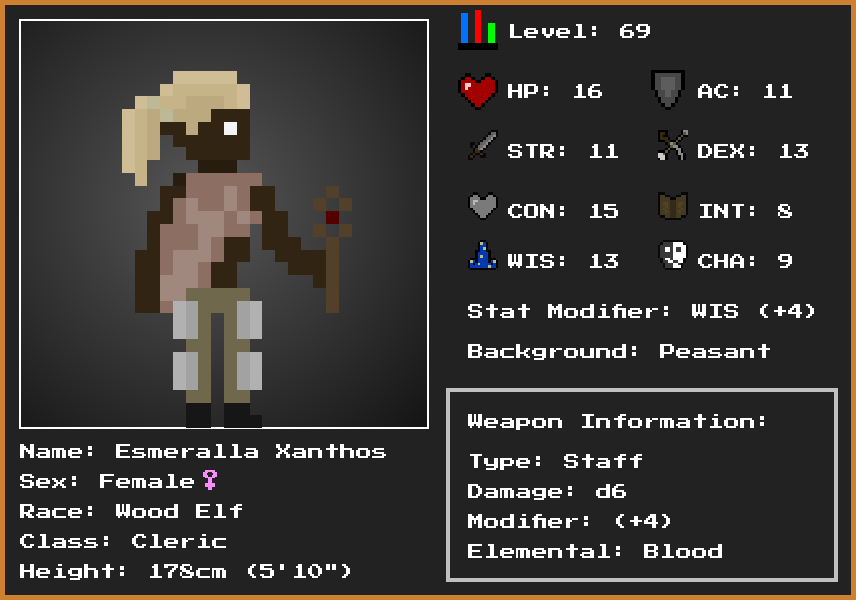 Level: 69
HP: 16 AC: 11
STR: 11 DEX: 13
CON: 15 INT: 8
WIS: 13 CHA: 9
Stat Modifier: WIS (+4)
Background: Peasant
Weapon Information:
Type: Staff
Damage: d6
Modifier: (+4)
Elemental: Blood
Name: Esmeralla Xanthos
Sex: Female♀
Race: Wood Elf
Class: Cleric
Height: 178cm (5'10")